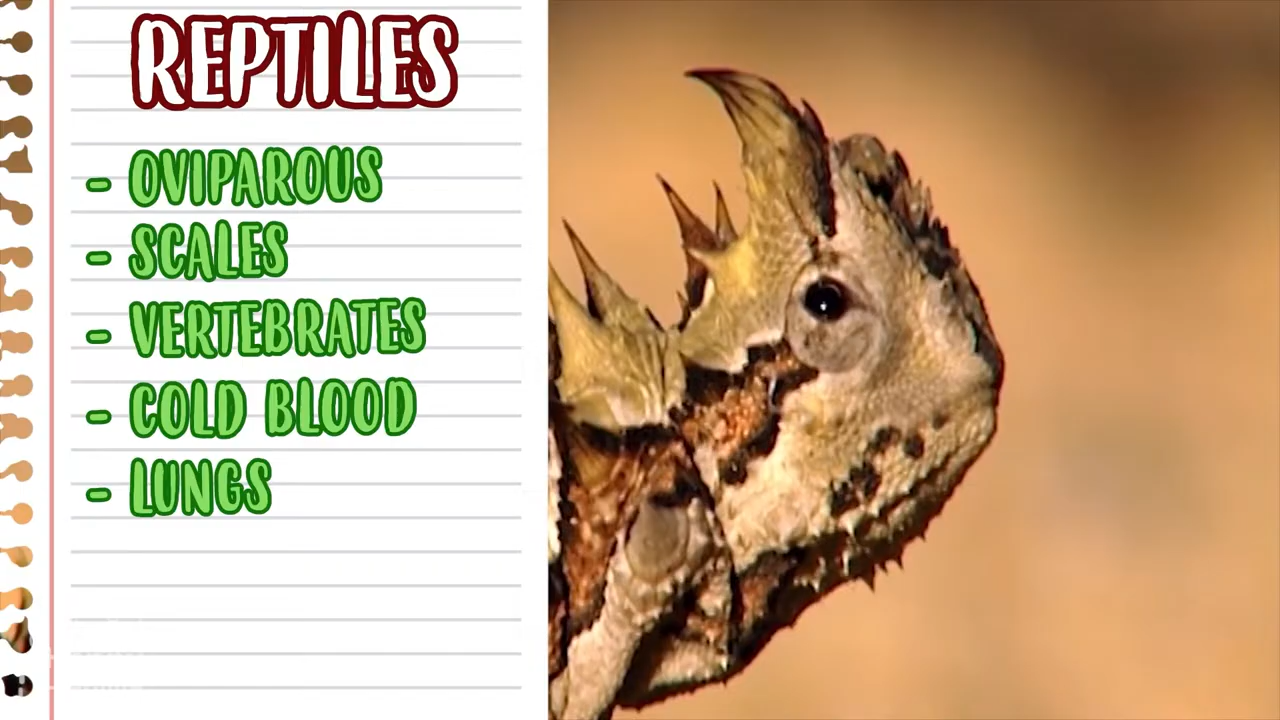 REPTILES
- OVIPAROUS
- SCALES
- VERTEBRATES
- COLD BLOOD
- LUNGS